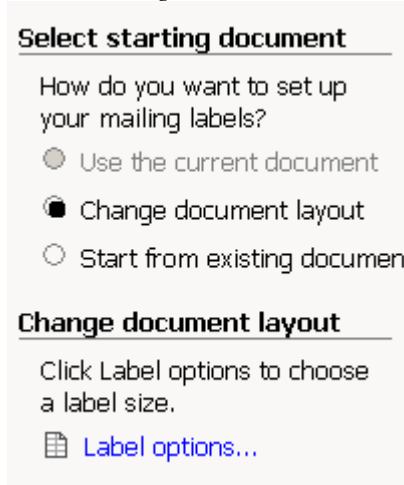 Select starting document
How do you want to set up
your mailing labels?
Use the current document
Change document layout
Start from existing documen
Change document layout
Click Label options to choose
a label size.
Label options...